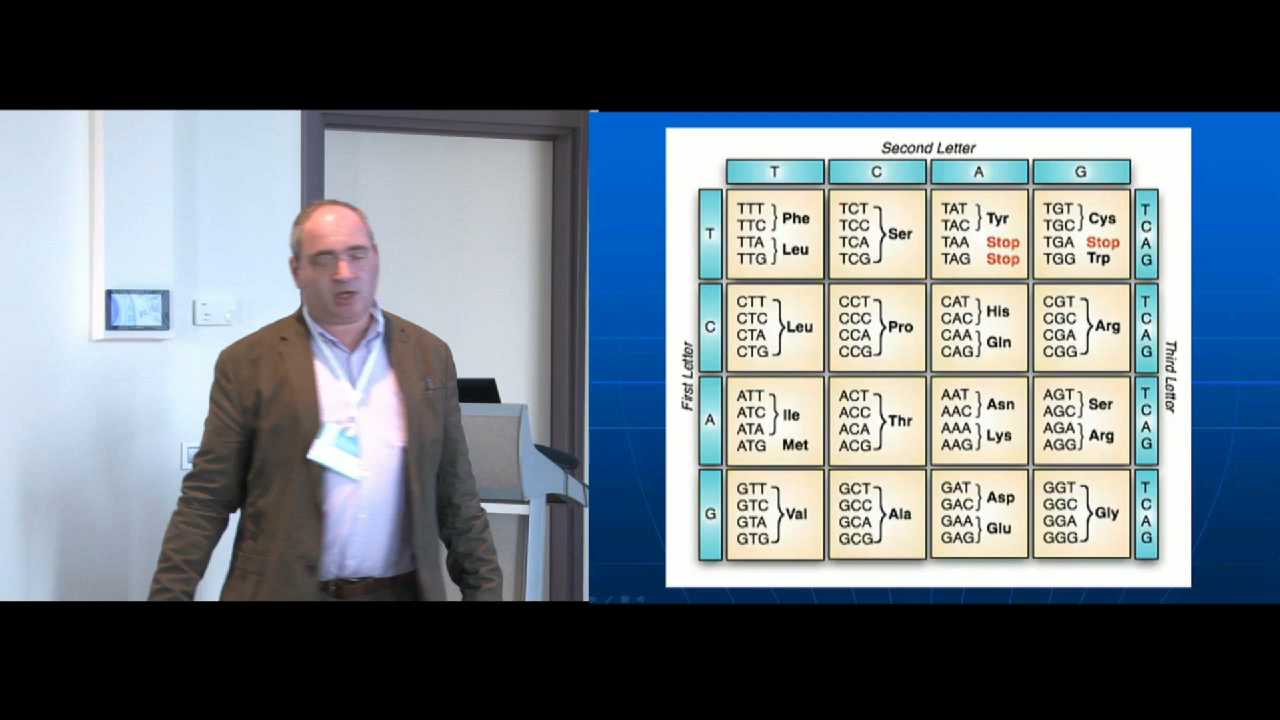 Second Letter
T C A G
First Letter
Third Letter
T
TTT
TTC
Phe
TTA
TTG
Leu
TCT
TCC
TCA
TCG
Ser
TAT
TAC
Tyr
TAA Stop
TAG Stop
TGT
TGC
Cys
TGA Stop
TGG Trp
T
C
A
G
C
CTT
CTC
CTA
CTG
Leu
CCT
CCC
CCA
CCG
Pro
CAT
CAC
His
CAA
CAG
Gln
CGT
CGC
CGA
CGG
Arg
T
C
A
G
A
ATT
ATC
ATA
Ile
ATG Met
ACT
ACC
ACA
ACG
Thr
AAT
AAC
Asn
AAA
AAG
Lys
AGT
AGC
Ser
AGA
AGG
Arg
T
C
A
G
G
GTT
GTC
GTA
GTG
Val
GCT
GCC
GCA
GCG
Ala
GAT
GAC
Asp
GAA
GAG
Glu
GGT
GGC
GGA
GGG
Gly
T
C
A
G